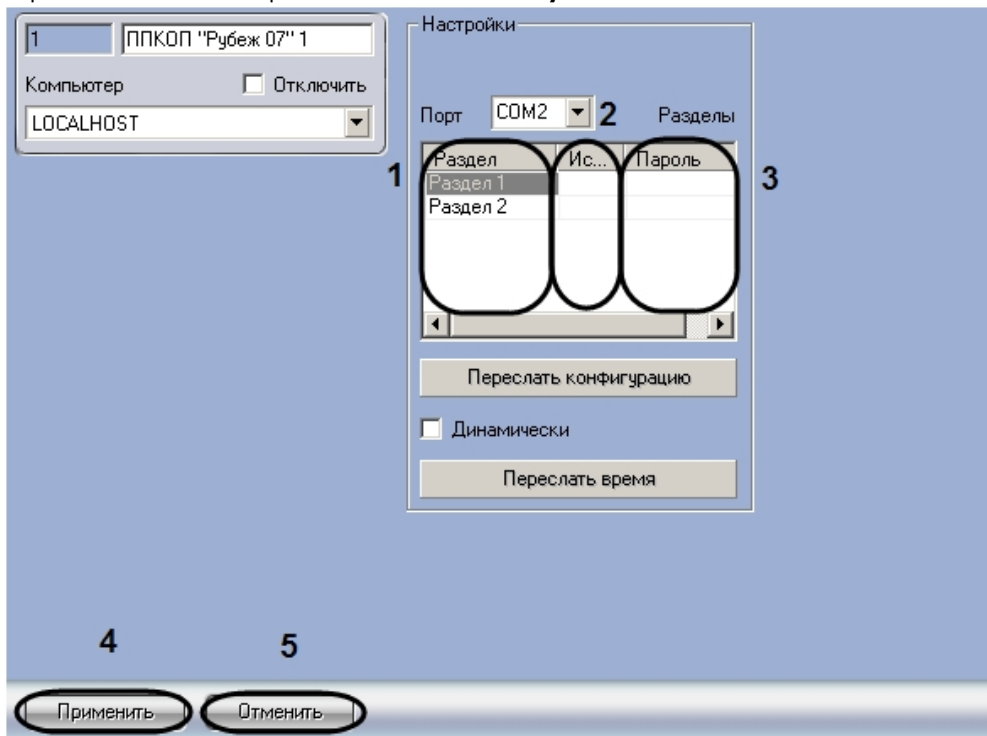 1 ППКОП "Рубеж 07" 1
Компьютер Отключить
LOCALHOST
Настройки
Порт COM2 2 Разделы
1 Раздел Ис... Пароль 3
Раздел 1
Раздел 2
Переслать конфигурацию
Динамически
Переслать время
4 5
Применить Отменить